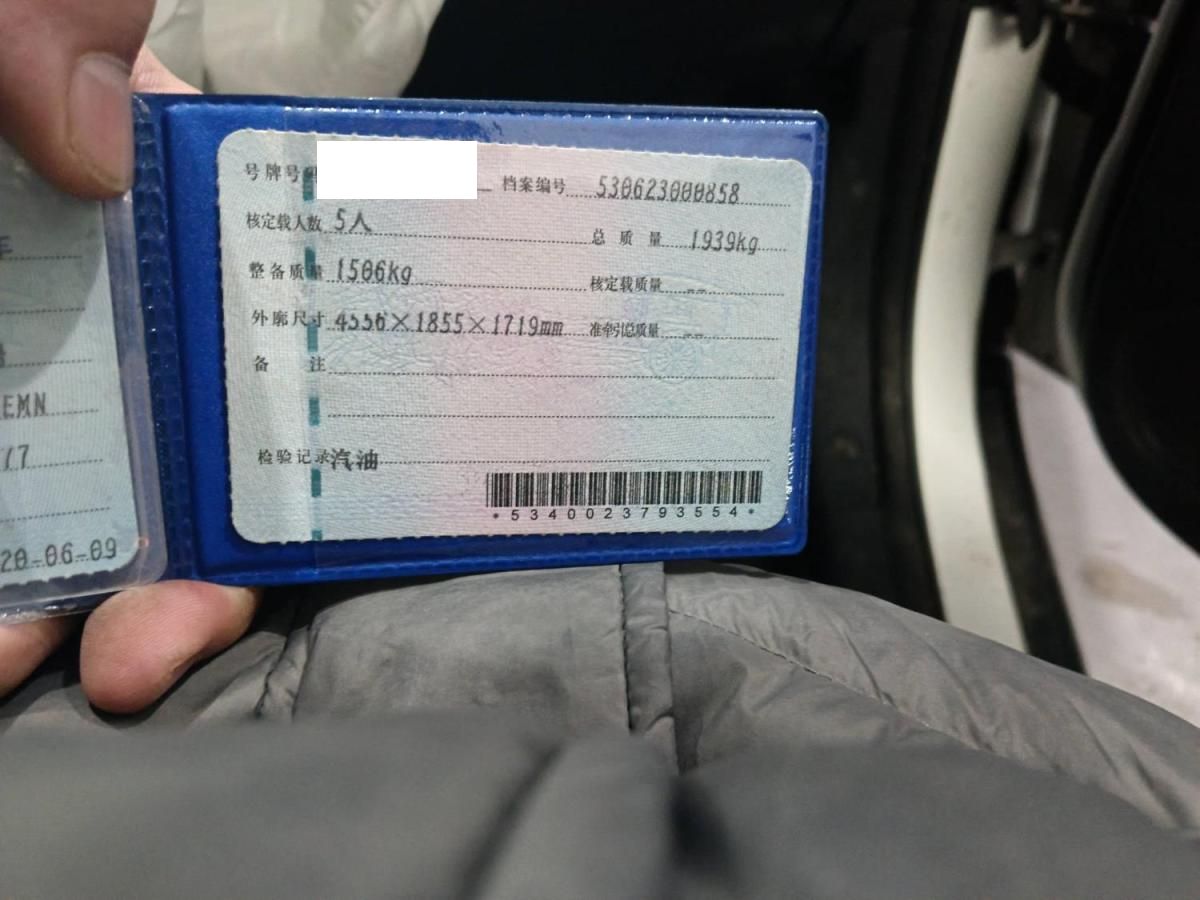 EMN
20-06-09
号牌号 档案编号 530623000858
核定载人数 5人 总质量 1939kg
整备质量 1506kg 核定载质量 --
外廓尺寸 4556×1855×1719mm 准牵引总质量 --
备 注
检验记录 汽油
*5340023793554*